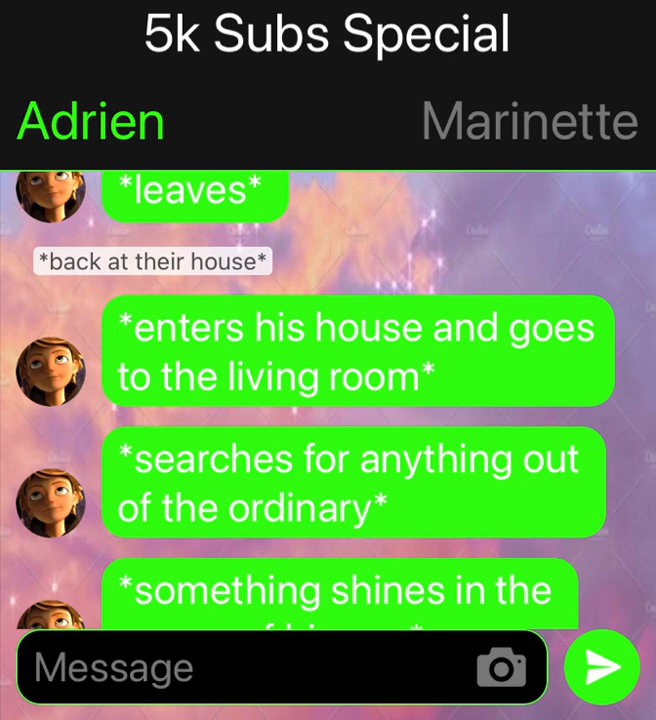 5k Subs Special
Adrien
Marinette
*leaves*
*back at their house*
*enters his house and goes
to the living room*
*searches for anything out
of the ordinary*
*something shines in the
Message